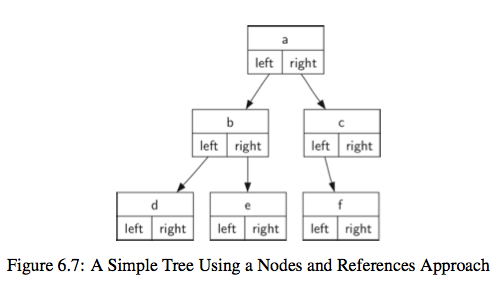 a
left right
b c
left right left right
d e f
left right left right left right
Figure 6.7: A Simple Tree Using a Nodes and References Approach